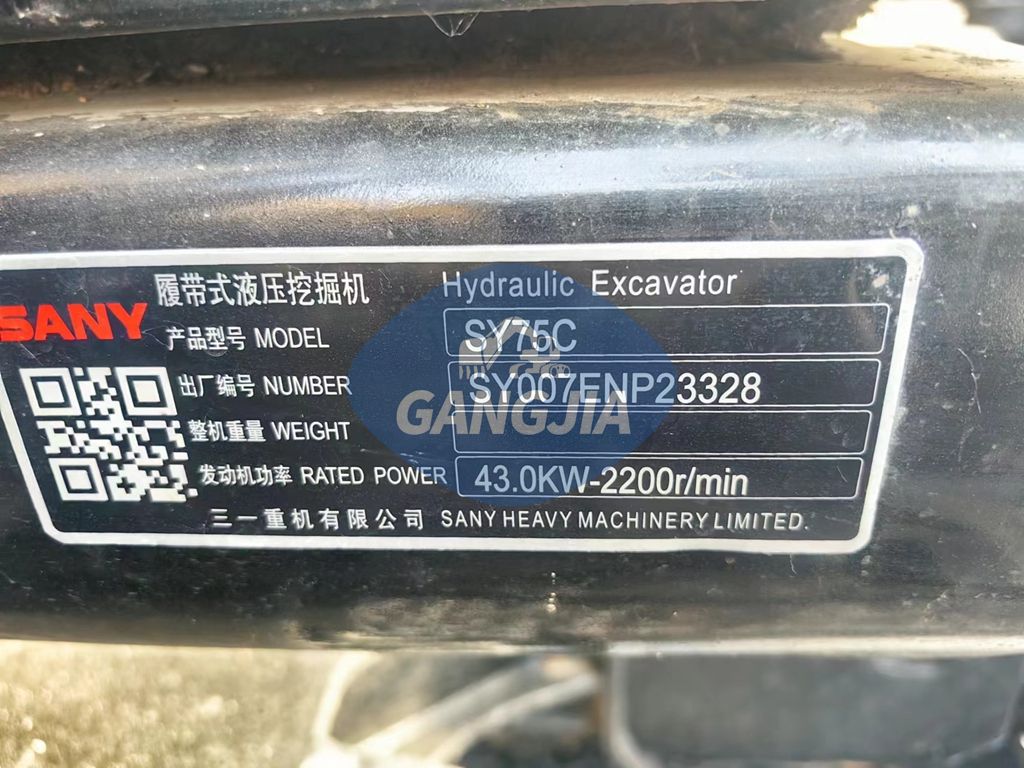 SANY
履带式液压挖掘机 Hydraulic Excavator
产品型号 MODEL SY75C
出厂编号 NUMBER SY007ENP23328
整机重量 WEIGHT
发动机功率 RATED POWER 43.0KW-2200r/min
三一重机有限公司 SANY HEAVY MACHINERY LIMITED.
GANGJIA